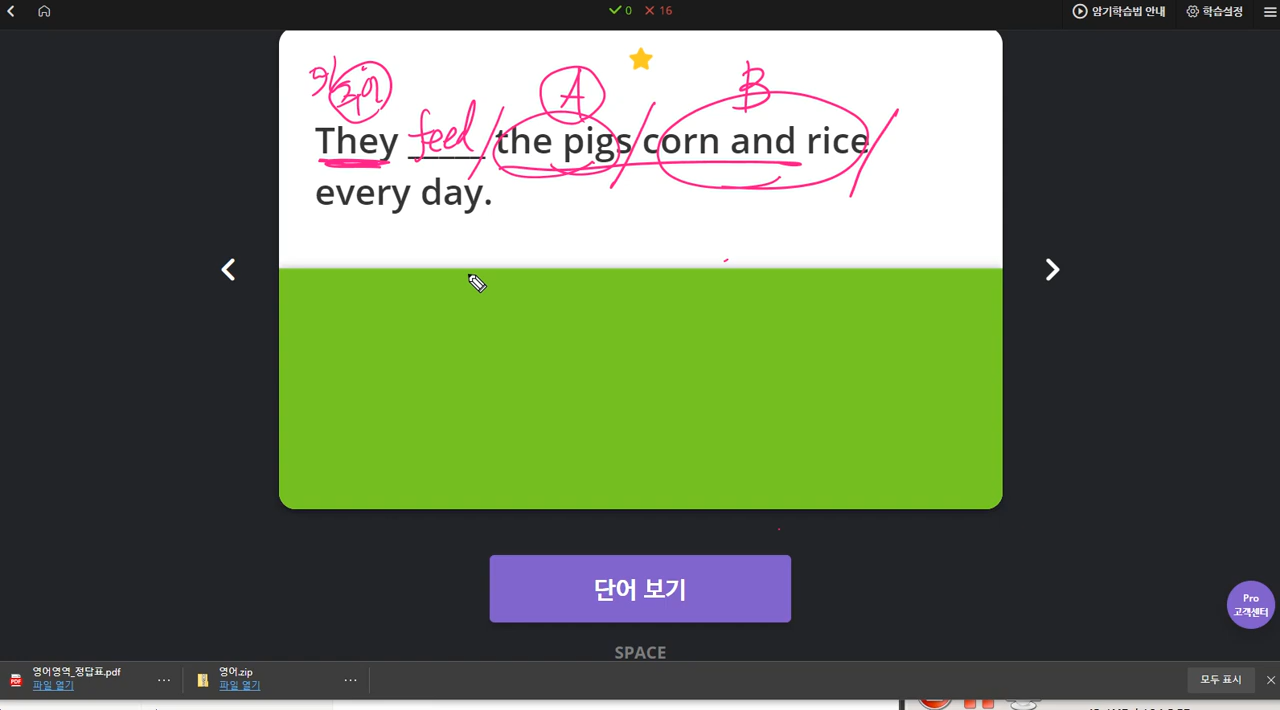 0 16 암기학습법 안내 학습설정
주어 A B
They feed the pigs corn and rice
every day.
단어 보기
Pro
고객센터
SPACE
영어영역_정답표.pdf ... 영어.zip ... 모두 표시
파일 열기 파일 열기